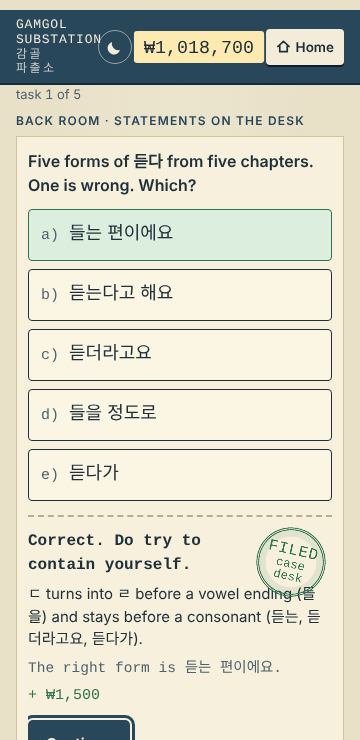 GAMGOL
SUBSTATION
감골
파출소
₩1,018,700
Home
task 1 of 5
BACK ROOM · STATEMENTS ON THE DESK
Five forms of 듣다 from five chapters.
One is wrong. Which?
a) 들는 편이에요
b) 듣는다고 해요
c) 듣더라고요
d) 들을 정도로
e) 듣다가
Correct. Do try to
contain yourself.
FILED
case
desk
ㄷ turns into ㄹ before a vowel ending (들
을) and stays before a consonant (듣는, 듣
더라고요, 듣다가).
The right form is 듣는 편이에요.
+ ₩1,500